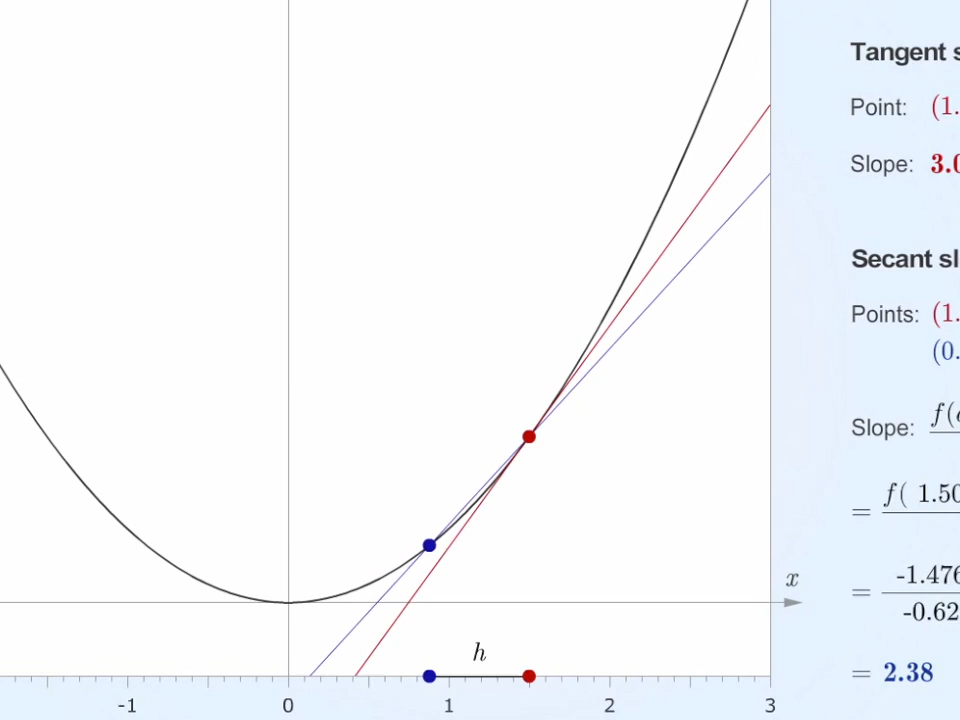 Tangent s
Point: (1.
Slope: 3.0
Secant sl
Points: (1.
(0.
Slope: f(
= f( 1.50
= -1.476
-0.62
= 2.38
x
h
-1 0 1 2 3